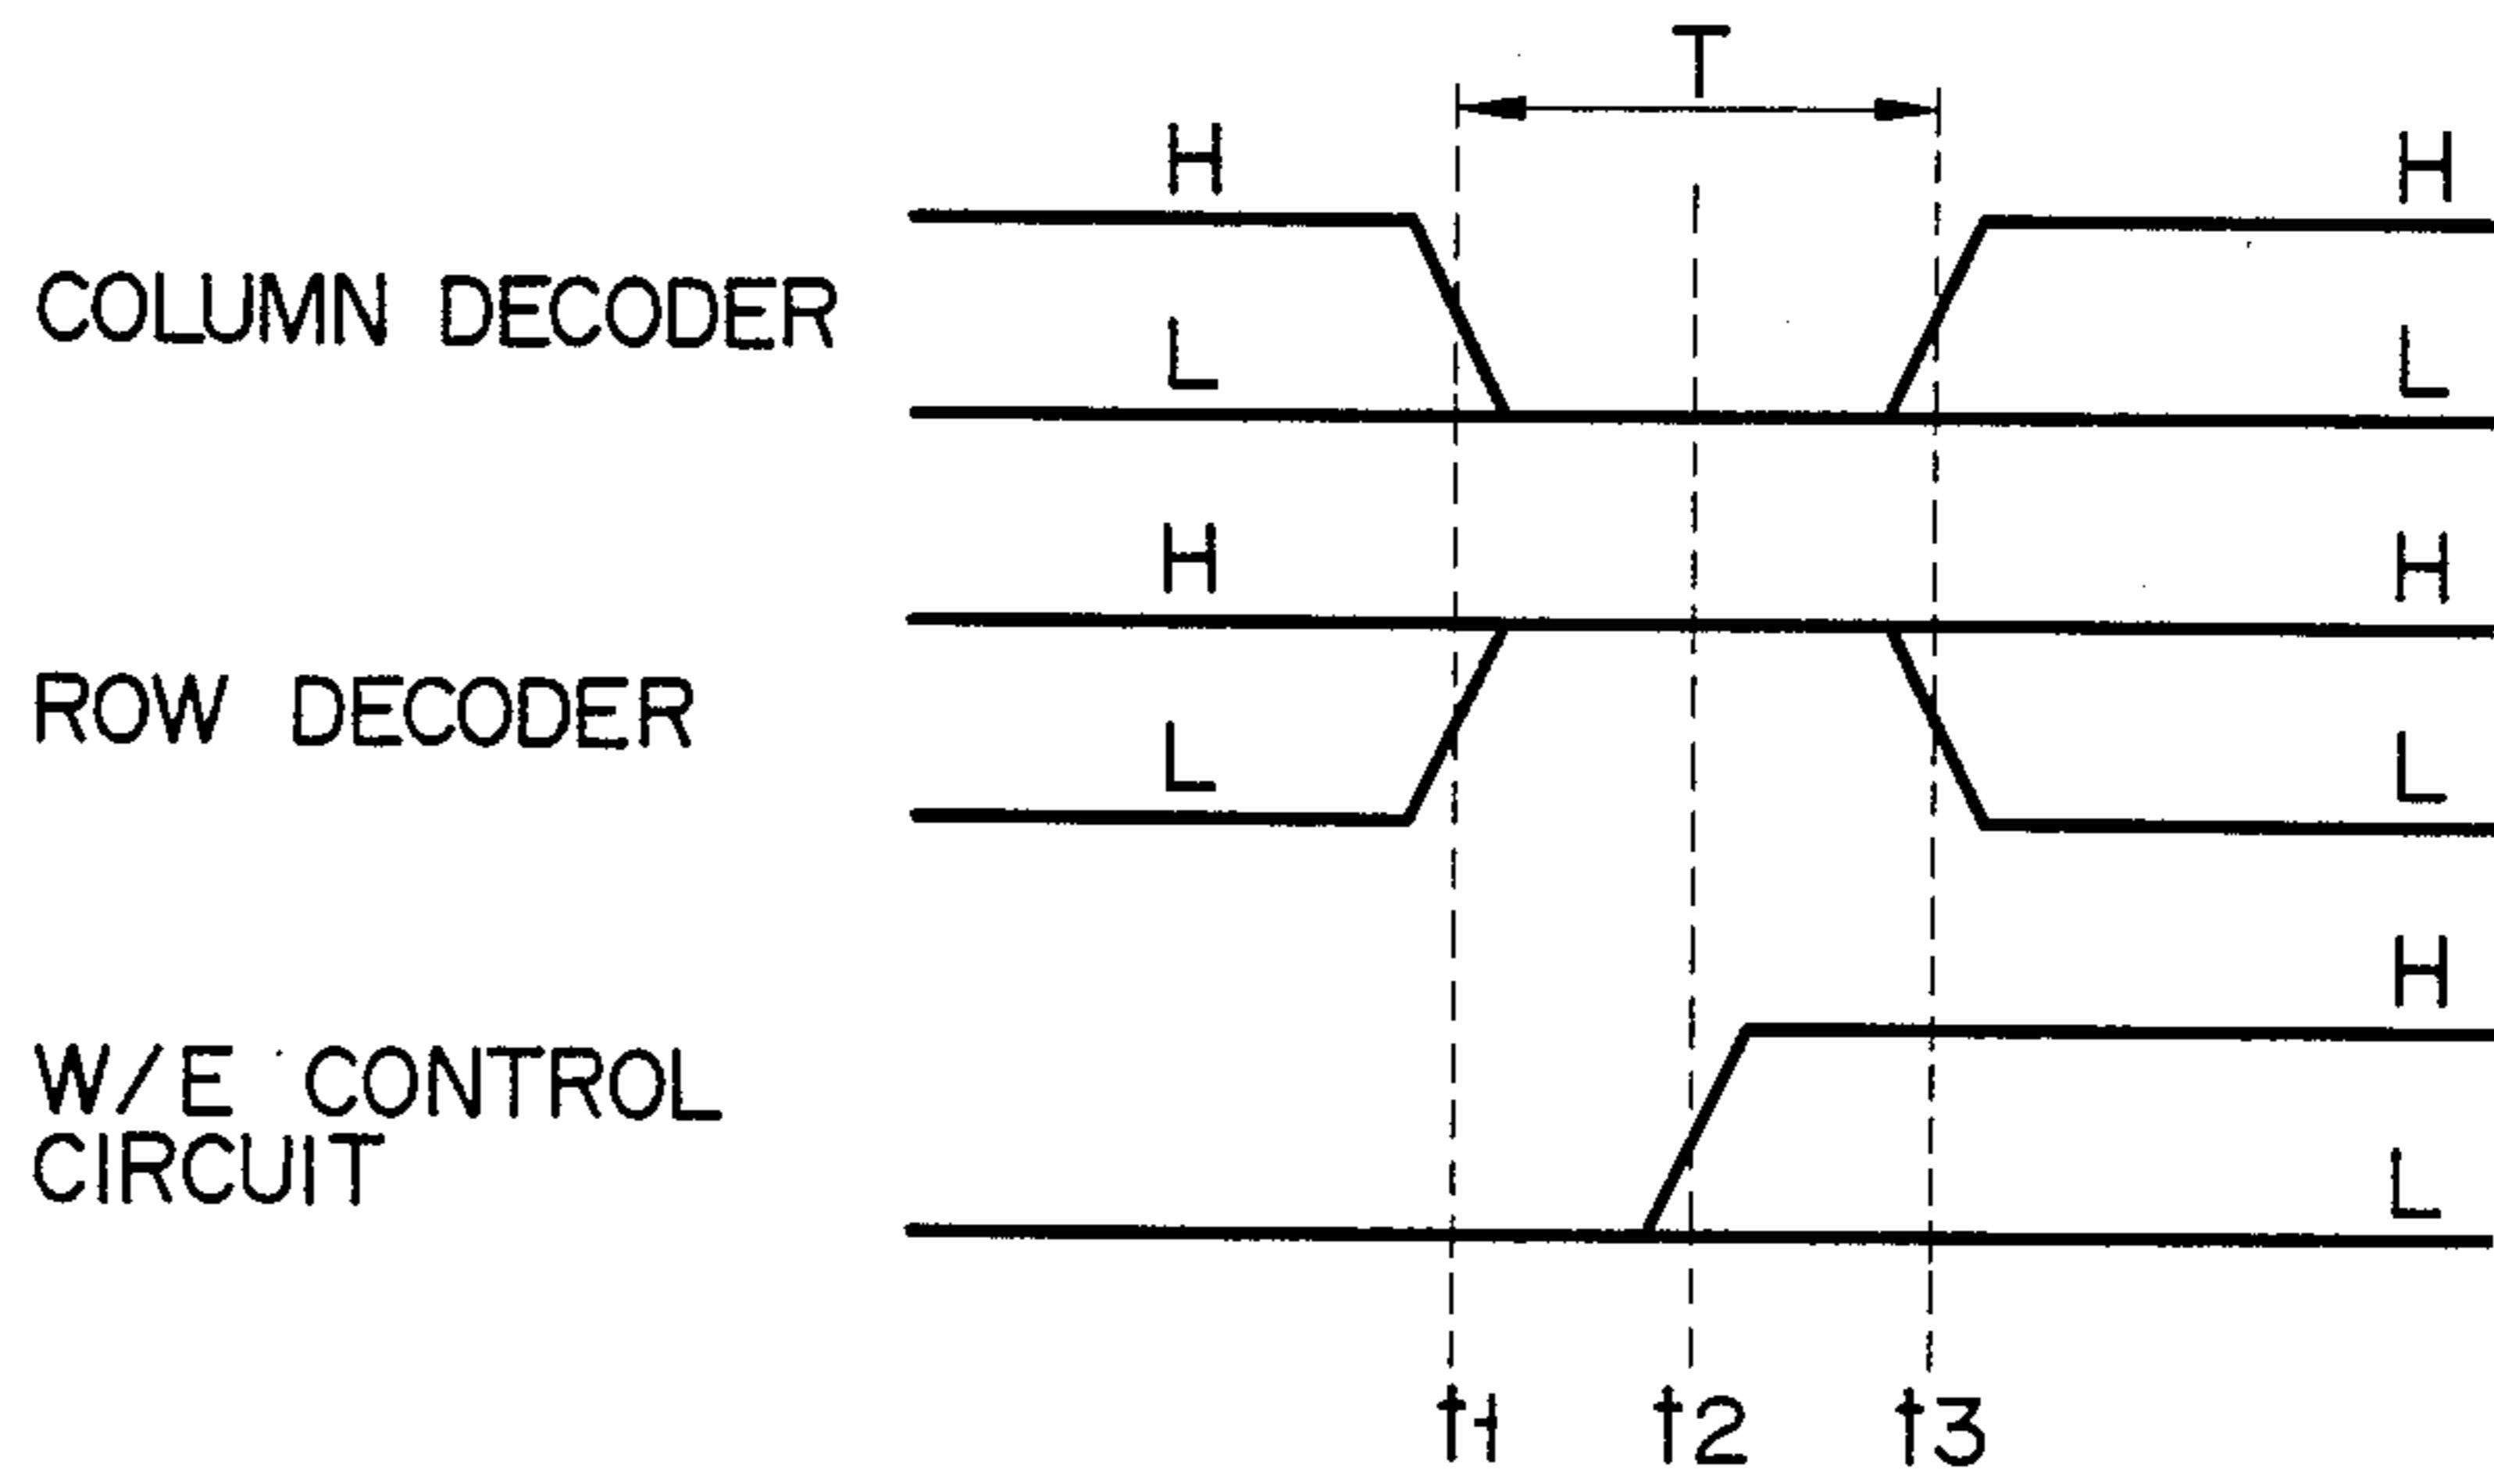 T
H H
COLUMN DECODER
L L
H H
ROW DECODER
L L
H
W/E CONTROL
CIRCUIT
L
t1 t2 t3